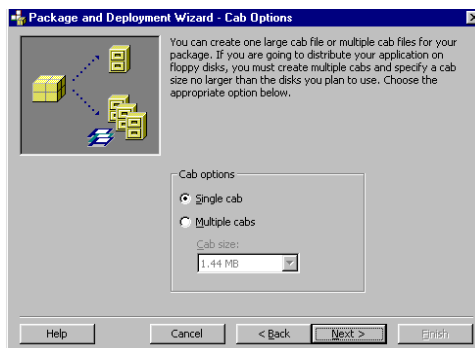 Package and Deployment Wizard - Cab Options
You can create one large cab file or multiple cab files for your
package. If you are going to distribute your application on
floppy disks, you must create multiple cabs and specify a cab
size no larger than the disks you plan to use. Choose the
appropriate option below.
Cab options
Single cab
Multiple cabs
Cab size:
1.44 MB
Help
Cancel
< Back
Next >
Finish